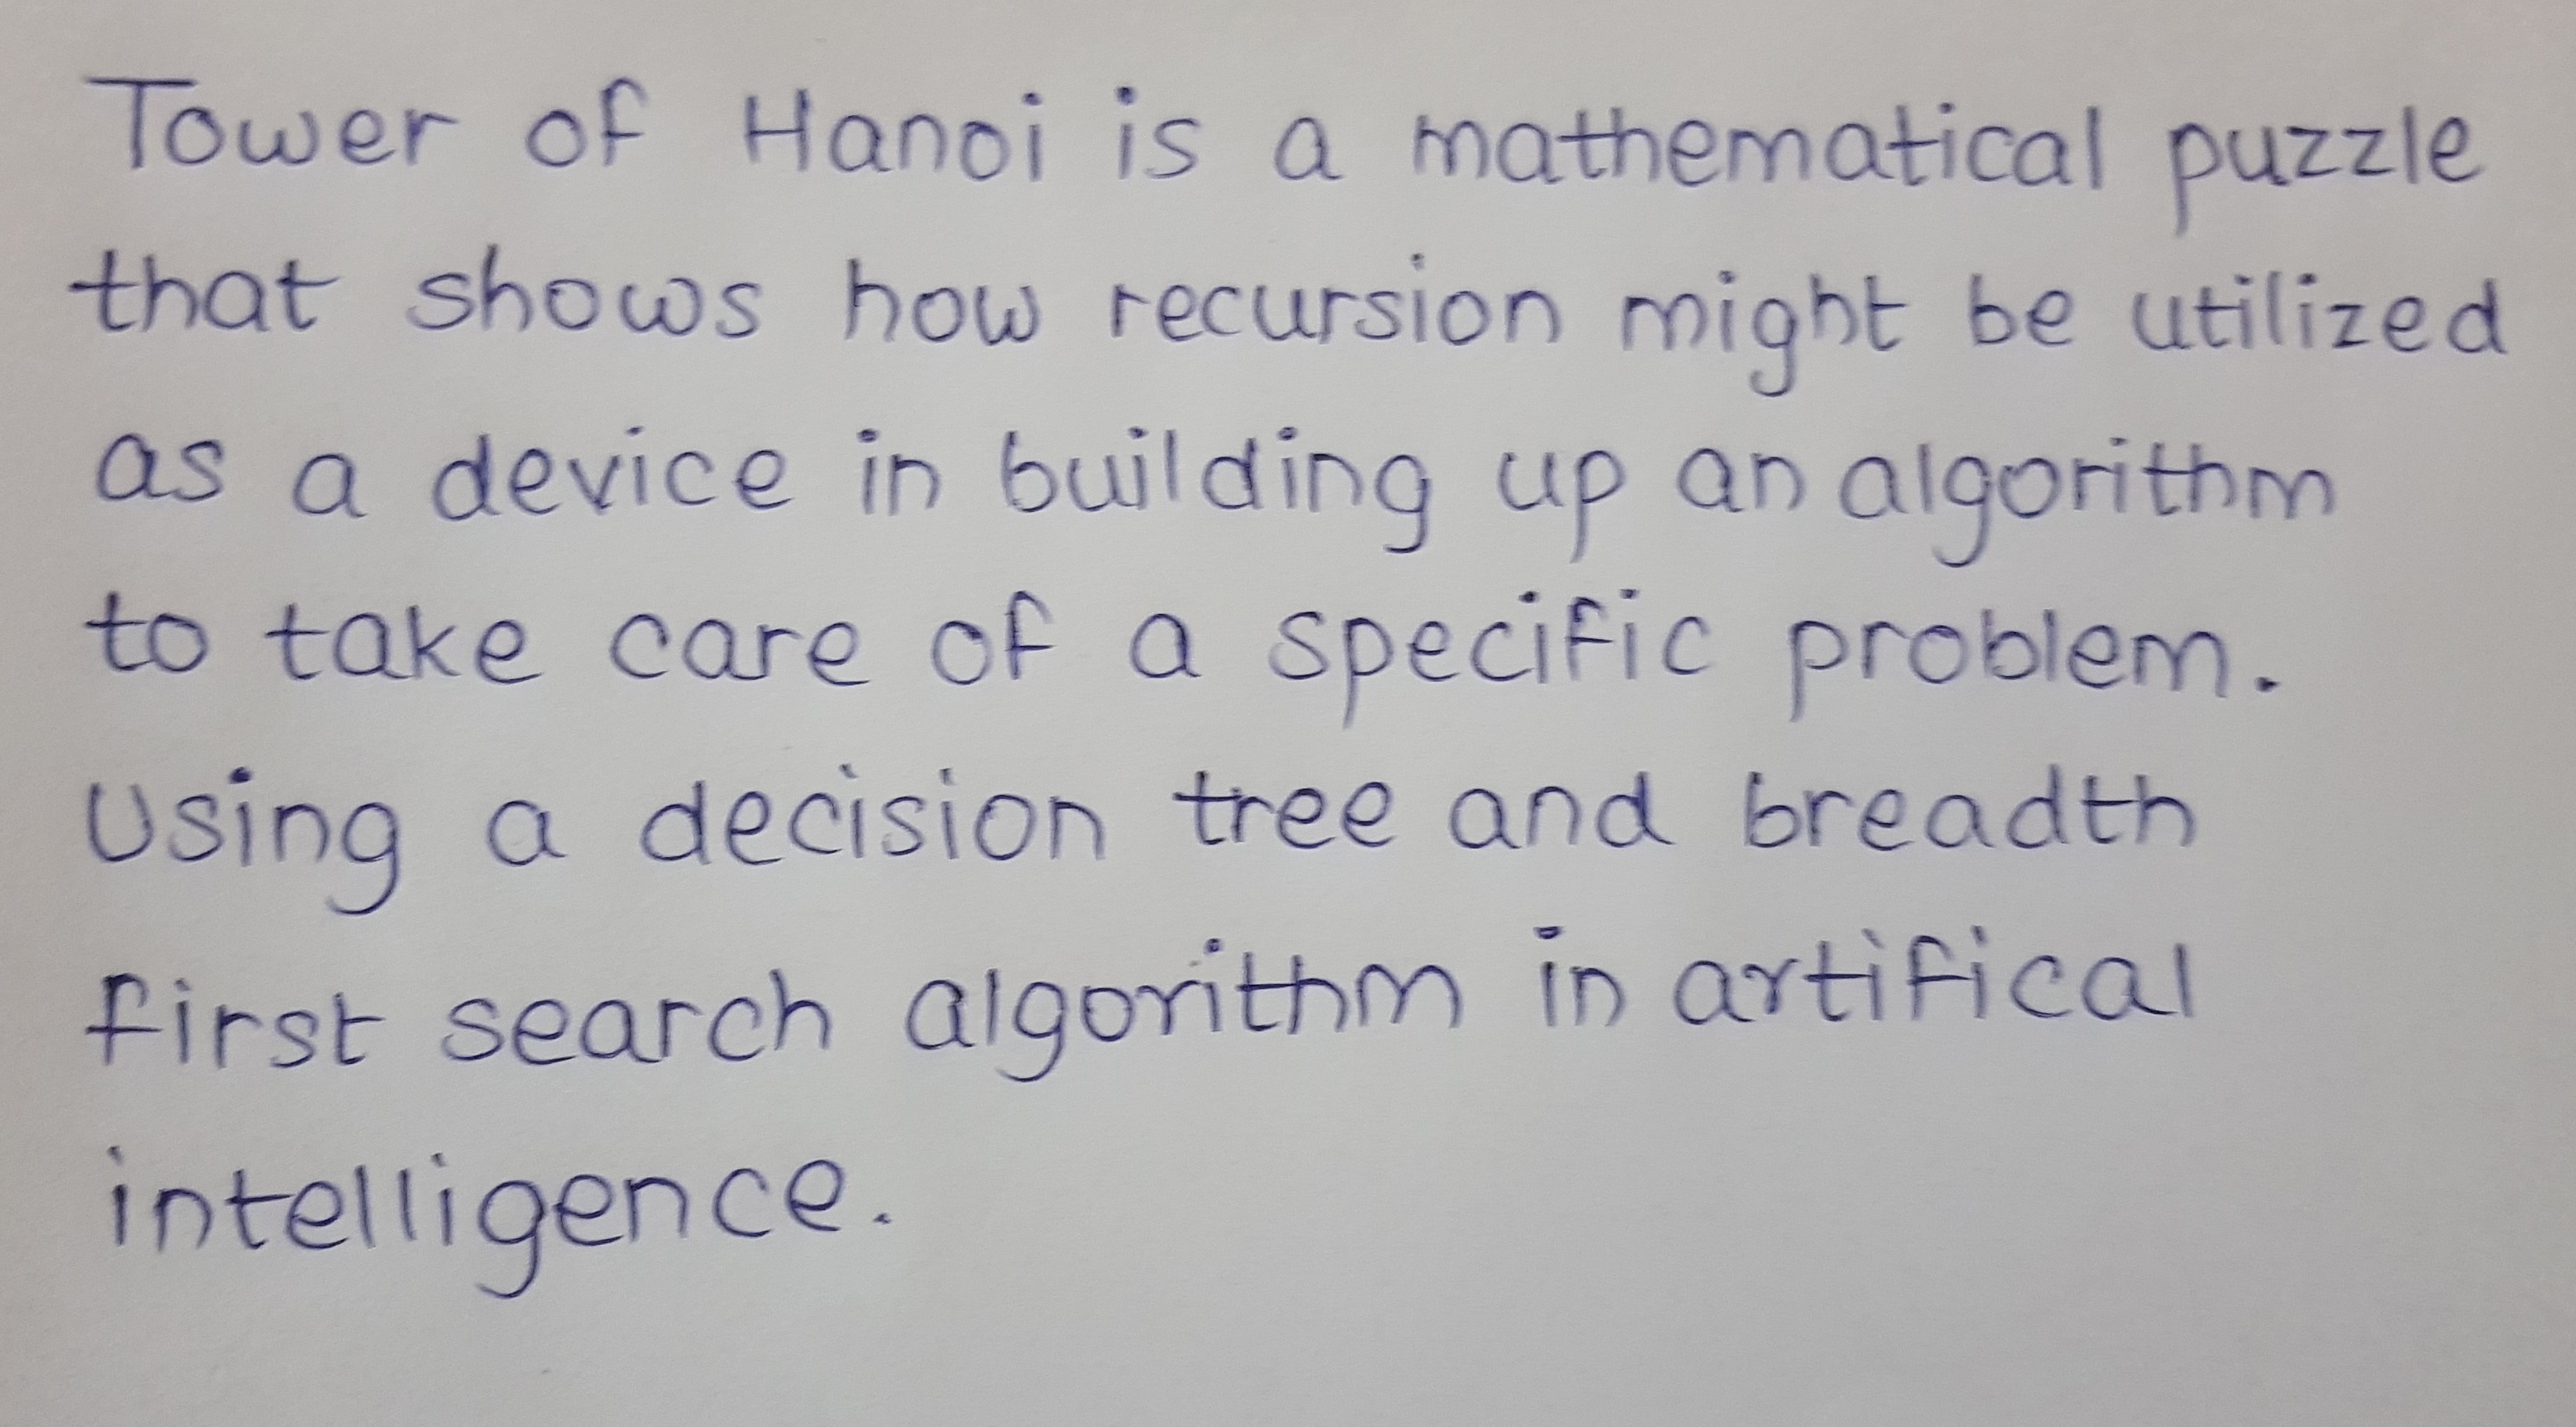 Tower of Hanoi is a mathematical puzzle
that shows how recursion might be utilized
as a device in building up an algorithm
to take care of a specific problem.
Using a decision tree and breadth
first search algorithm in artifical
intelligence.